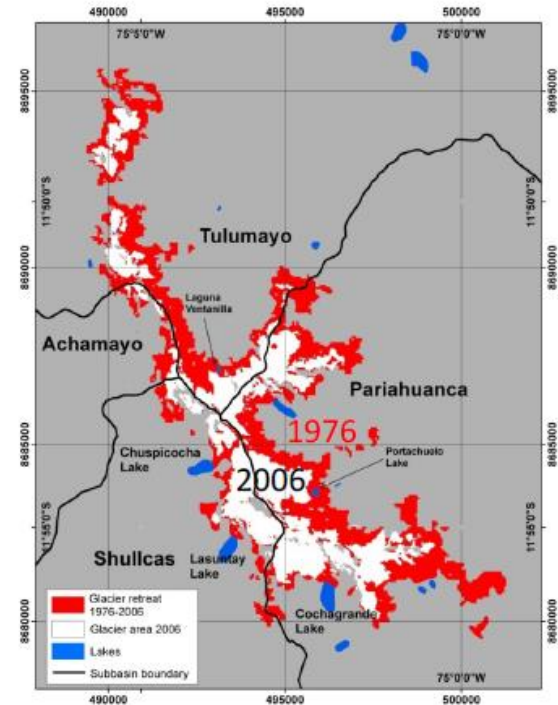 490000 495000 500000
75°5'0"W 75°0'0"W
8695000
8695000
11°50'0"S
11°50'0"S
Tulumayo
8690000
8690000
Laguna
Ventanilla
Achamayo
Pariahuanca
1976
8685000
8685000
Portachuelo
Lake
Chuspicocha
Lake
2006
11°55'0"S
11°55'0"S
Shullcas
Lasuntay
Lake
Cochagrande
Lake
8680000
8680000
Glacier retreat
1976-2006
Glacier area 2006
Lakes
Subbasin boundary
75°5'0"W 75°0'0"W
490000 495000 500000